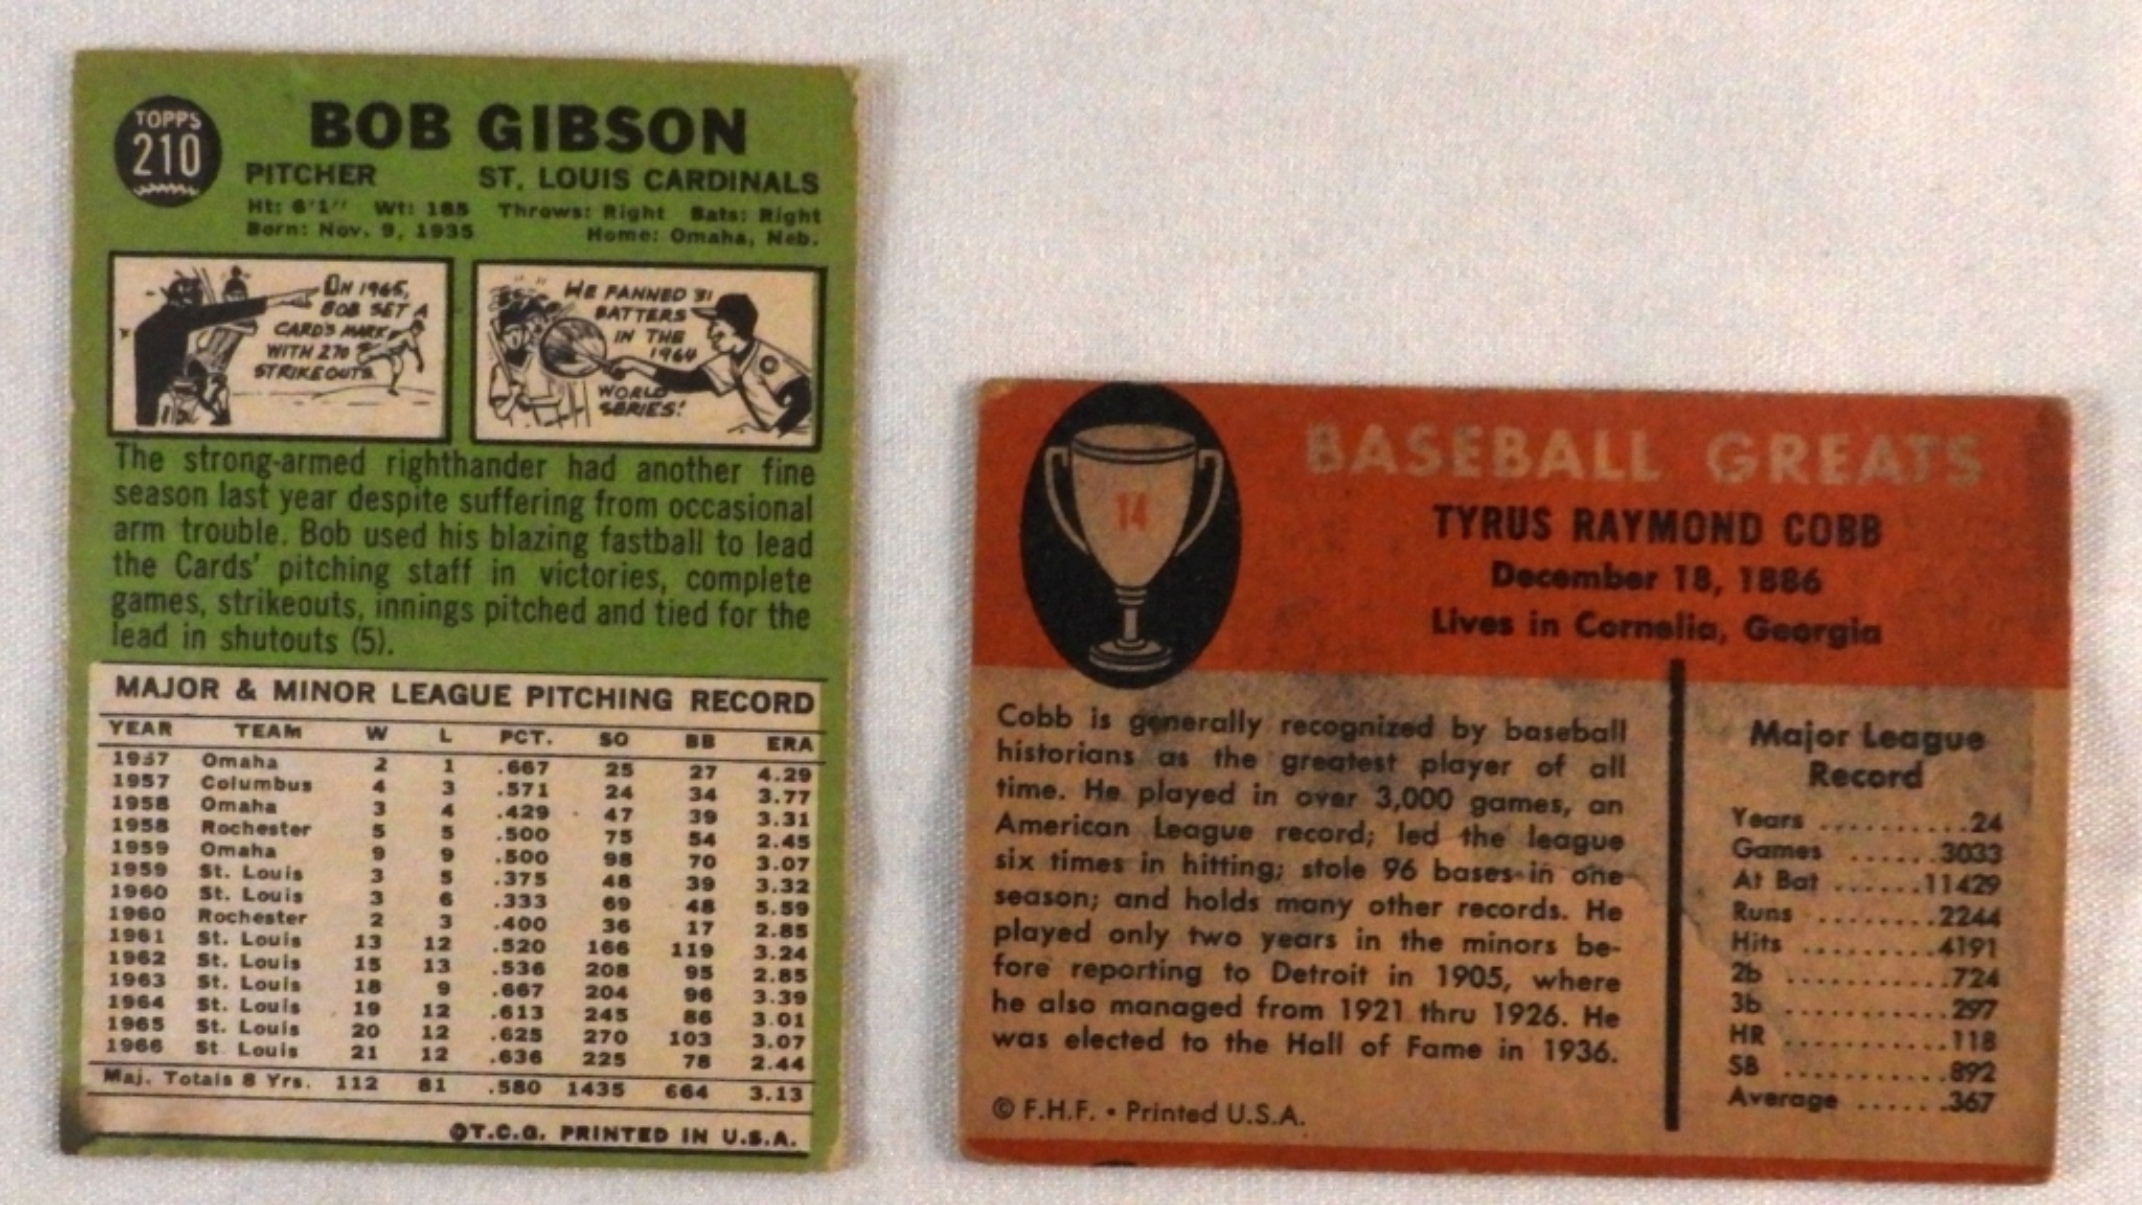 TOPPS
210
BOB GIBSON
PITCHER ST. LOUIS CARDINALS
Ht: 6'1" Wt: 185 Throws: Right Bats: Right
Born: Nov. 9, 1935 Home: Omaha, Neb.
IN 1965,
BOB SET A
CARDS MARK
WITH 270
STRIKEOUTS.
HE FANNED 31
BATTERS
IN THE
1964
WORLD
SERIES!
The strong-armed righthander had another fine
season last year despite suffering from occasional
arm trouble. Bob used his blazing fastball to lead
the Cards' pitching staff in victories, complete
games, strikeouts, innings pitched and tied for the
lead in shutouts (5).
MAJOR & MINOR LEAGUE PITCHING RECORD
YEAR TEAM W L PCT. SO BB ERA
1957 Omaha 2 1 .667 25 27 4.29
1957 Columbus 4 3 .571 24 34 3.77
1958 Omaha 3 4 .429 47 39 3.31
1958 Rochester 5 5 .500 75 54 2.45
1959 Omaha 9 9 .500 98 70 3.07
1959 St. Louis 3 5 .375 48 39 3.32
1960 St. Louis 3 6 .333 69 48 5.59
1960 Rochester 2 3 .400 36 17 2.85
1961 St. Louis 13 12 .520 166 119 3.24
1962 St. Louis 15 13 .536 208 95 2.85
1963 St. Louis 18 9 .667 204 96 3.39
1964 St. Louis 19 12 .613 245 86 3.01
1965 St. Louis 20 12 .625 270 103 3.07
1966 St. Louis 21 12 .636 225 78 2.44
Maj. Totals 8 Yrs. 112 81 .580 1435 664 3.13
©T.C.G. PRINTED IN U.S.A.
14
BASEBALL GREATS
TYRUS RAYMOND COBB
December 18, 1886
Lives in Cornelia, Georgia
Cobb is generally recognized by baseball
historians as the greatest player of all
time. He played in over 3,000 games, an
American League record; led the league
six times in hitting; stole 96 bases in one
season; and holds many other records. He
played only two years in the minors be-
fore reporting to Detroit in 1905, where
he also managed from 1921 thru 1926. He
was elected to the Hall of Fame in 1936.
© F.H.F. • Printed U.S.A.
Major League
Record
Years ..........24
Games ......3033
At Bat ......11429
Runs ........2244
Hits .........4191
2b ...........724
3b ...........297
HR ...........118
SB ...........892
Average ......367